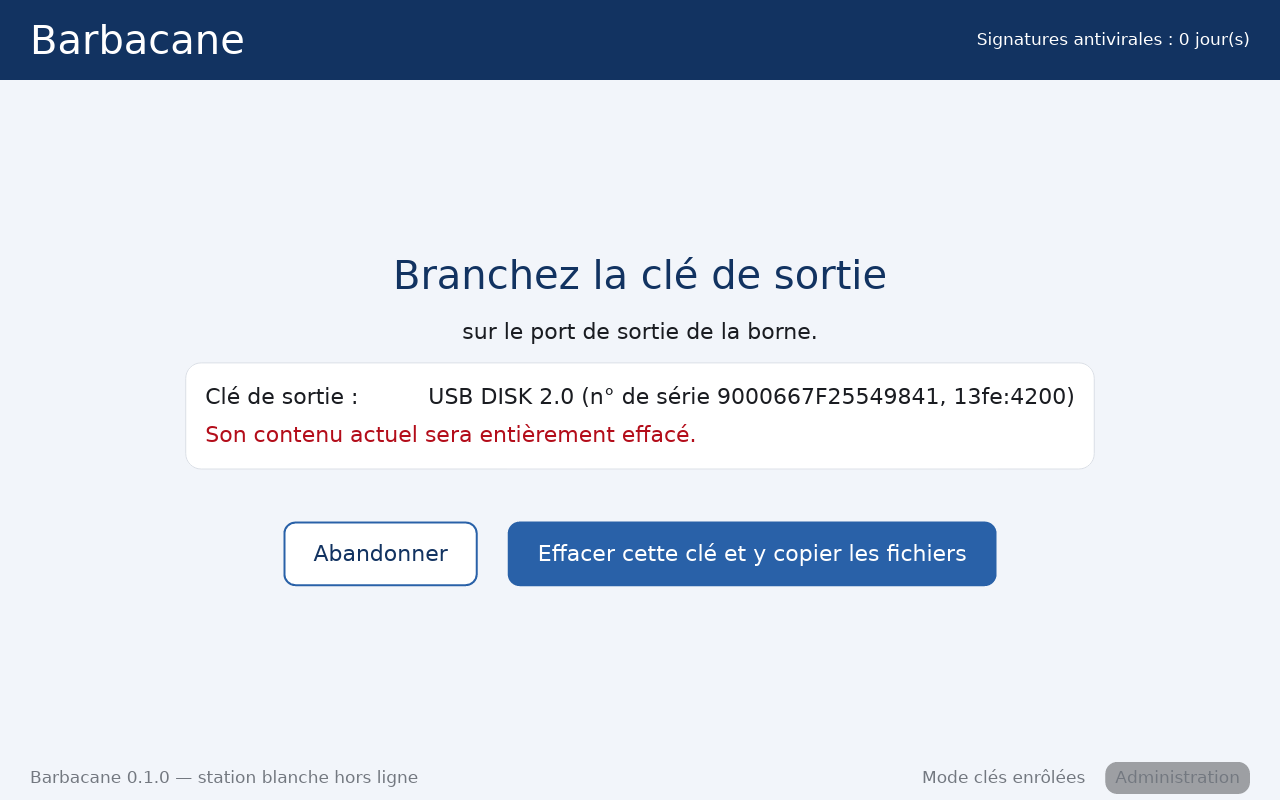 Barbacane
Signatures antivirales : 0 jour(s)
Branchez la clé de sortie
sur le port de sortie de la borne.
Clé de sortie : USB DISK 2.0 (n° de série 9000667F25549841, 13fe:4200)
Son contenu actuel sera entièrement effacé.
Abandonner
Effacer cette clé et y copier les fichiers
Barbacane 0.1.0 — station blanche hors ligne
Mode clés enrôlées
Administration